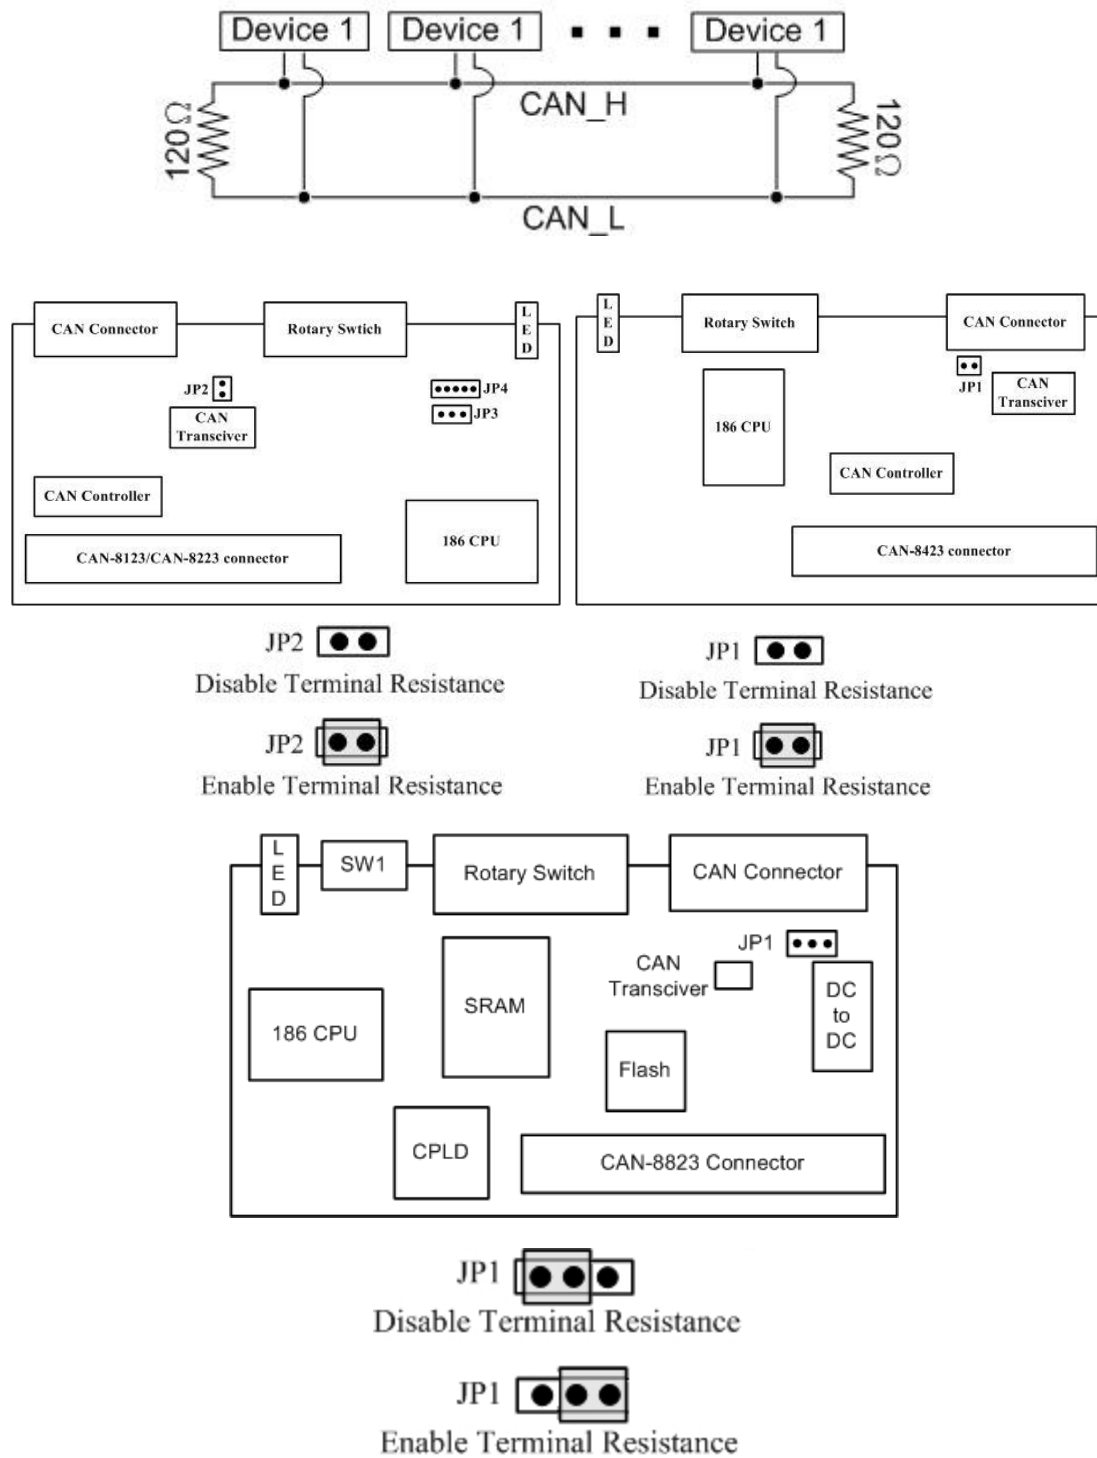 Device 1 Device 1 Device 1
120Ω
CAN_H
120Ω
CAN_L
CAN Connector
Rotary Swtich
L
E
D
JP2
CAN
Transciver
JP4
JP3
CAN Controller
CAN-8123/CAN-8223 connector
186 CPU
L
E
D
Rotary Switch
CAN Connector
JP1
CAN
Transciver
186 CPU
CAN Controller
CAN-8423 connector
JP2
Disable Terminal Resistance
JP2
Enable Terminal Resistance
JP1
Disable Terminal Resistance
JP1
Enable Terminal Resistance
L
E
D
SW1
Rotary Switch
CAN Connector
JP1
CAN
Transciver
DC
to
DC
SRAM
186 CPU
Flash
CPLD
CAN-8823 Connector
JP1
Disable Terminal Resistance
JP1
Enable Terminal Resistance